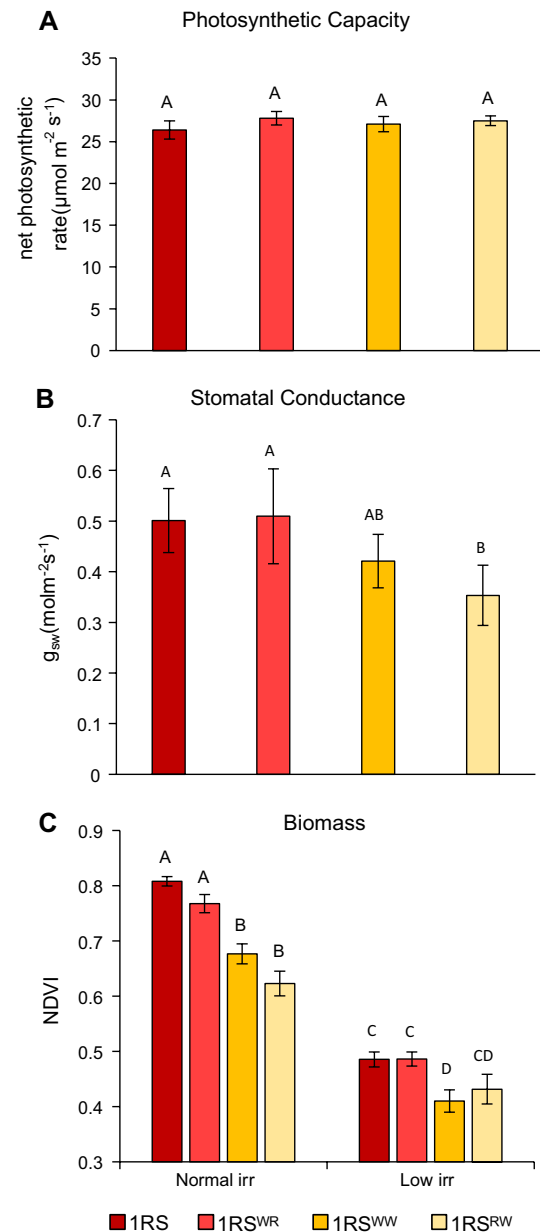 A Photosynthetic Capacity
net photosynthetic
rate(µmol m⁻² s⁻¹)
35
30
25
20
15
10
5
0
A A A A
B Stomatal Conductance
gsw(molm⁻²s⁻¹)
0.7
0.6
0.5
0.4
0.3
0.2
0.1
0
A A AB B
C Biomass
NDVI
0.9
0.8
0.7
0.6
0.5
0.4
0.3
A A B B C C D CD
Normal irr Low irr
1RS 1RSᵂᴿ 1RSᵂᵂ 1RSᴿᵂ